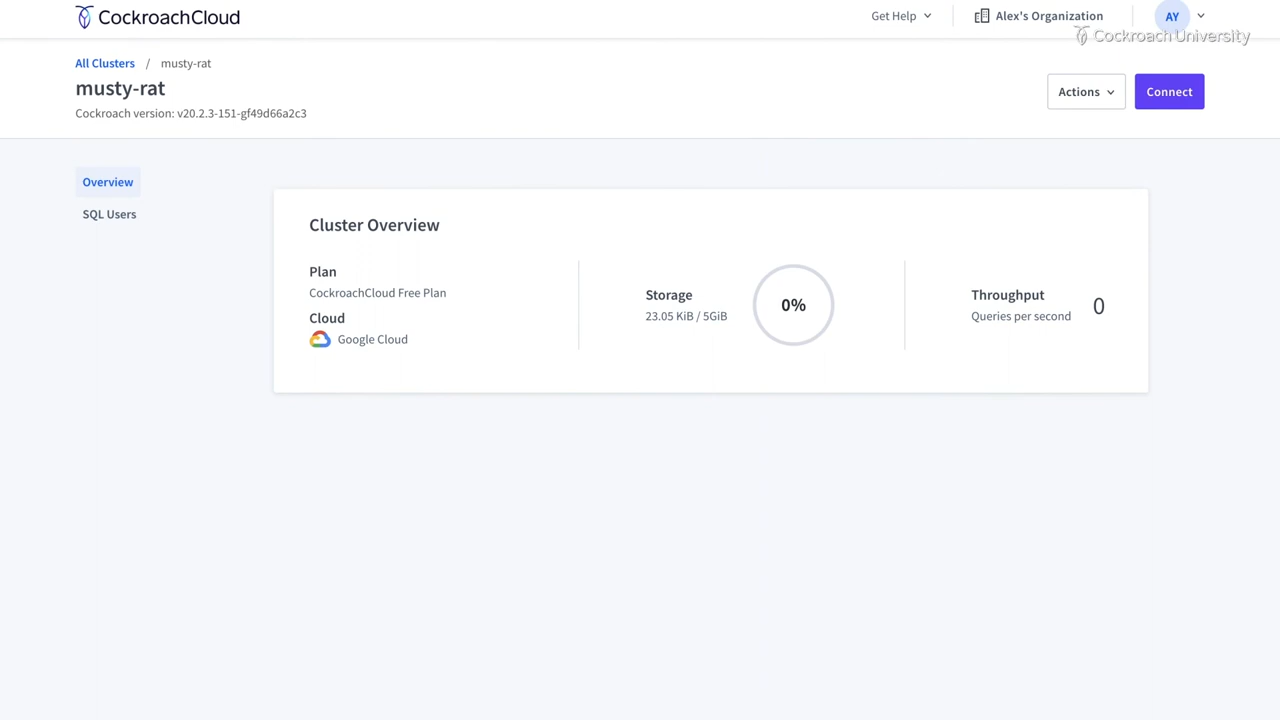 CockroachCloud
Get Help
Alex's Organization
AY
Cockroach University
All Clusters / musty-rat
musty-rat
Cockroach version: v20.2.3-151-gf49d66a2c3
Actions
Connect
Overview
SQL Users
Cluster Overview
Plan
CockroachCloud Free Plan
Cloud
Google Cloud
Storage
23.05 KiB / 5GiB
0%
Throughput
Queries per second
0